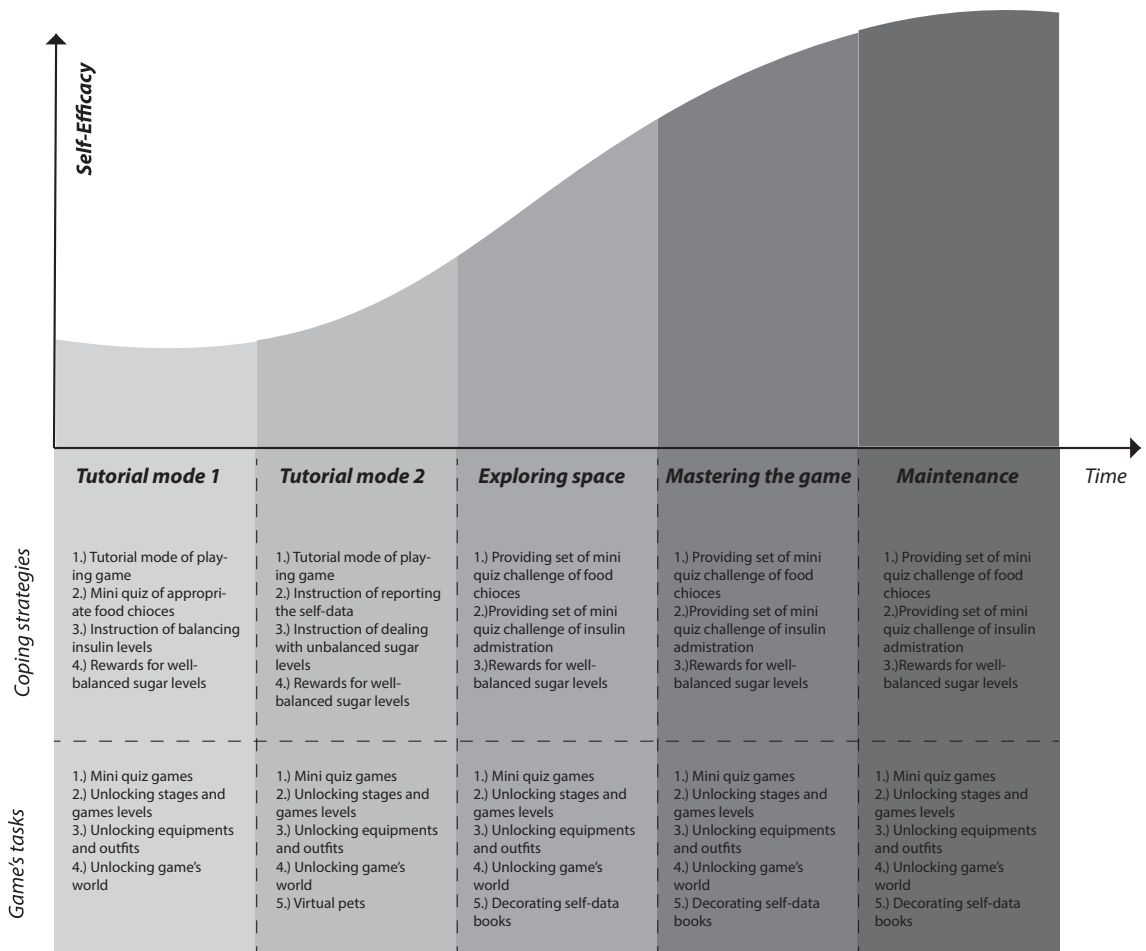 Self-Efficacy
Tutorial mode 1
Tutorial mode 2
Exploring space
Mastering the game
Maintenance
Time
Coping strategies
1.) Tutorial mode of play-
ing game
2.) Mini quiz of appropri-
ate food chioces
3.) Instruction of balancing
insulin levels
4.) Rewards for well-
balanced sugar levels
1.) Tutorial mode of play-
ing game
2.) Instruction of reporting
the self-data
3.) Instruction of dealing
with unbalanced sugar
levels
4.) Rewards for well-
balanced sugar levels
1.) Providing set of mini
quiz challenge of food
chioces
2.)Providing set of mini
quiz challenge of insulin
admistration
3.)Rewards for well-
balanced sugar levels
1.) Providing set of mini
quiz challenge of food
chioces
2.)Providing set of mini
quiz challenge of insulin
admistration
3.)Rewards for well-
balanced sugar levels
1.) Providing set of mini
quiz challenge of food
chioces
2.)Providing set of mini
quiz challenge of insulin
admistration
3.)Rewards for well-
balanced sugar levels
Game's tasks
1.) Mini quiz games
2.) Unlocking stages and
games levels
3.) Unlocking equipments
and outfits
4.) Unlocking game's
world
1.) Mini quiz games
2.) Unlocking stages and
games levels
3.) Unlocking equipments
and outfits
4.) Unlocking game's
world
5.) Virtual pets
1.) Mini quiz games
2.) Unlocking stages and
games levels
3.) Unlocking equipments
and outfits
4.) Unlocking game's
world
5.) Decorating self-data
books
1.) Mini quiz games
2.) Unlocking stages and
games levels
3.) Unlocking equipments
and outfits
4.) Unlocking game's
world
5.) Decorating self-data
books
1.) Mini quiz games
2.) Unlocking stages and
games levels
3.) Unlocking equipments
and outfits
4.) Unlocking game's
world
5.) Decorating self-data
books